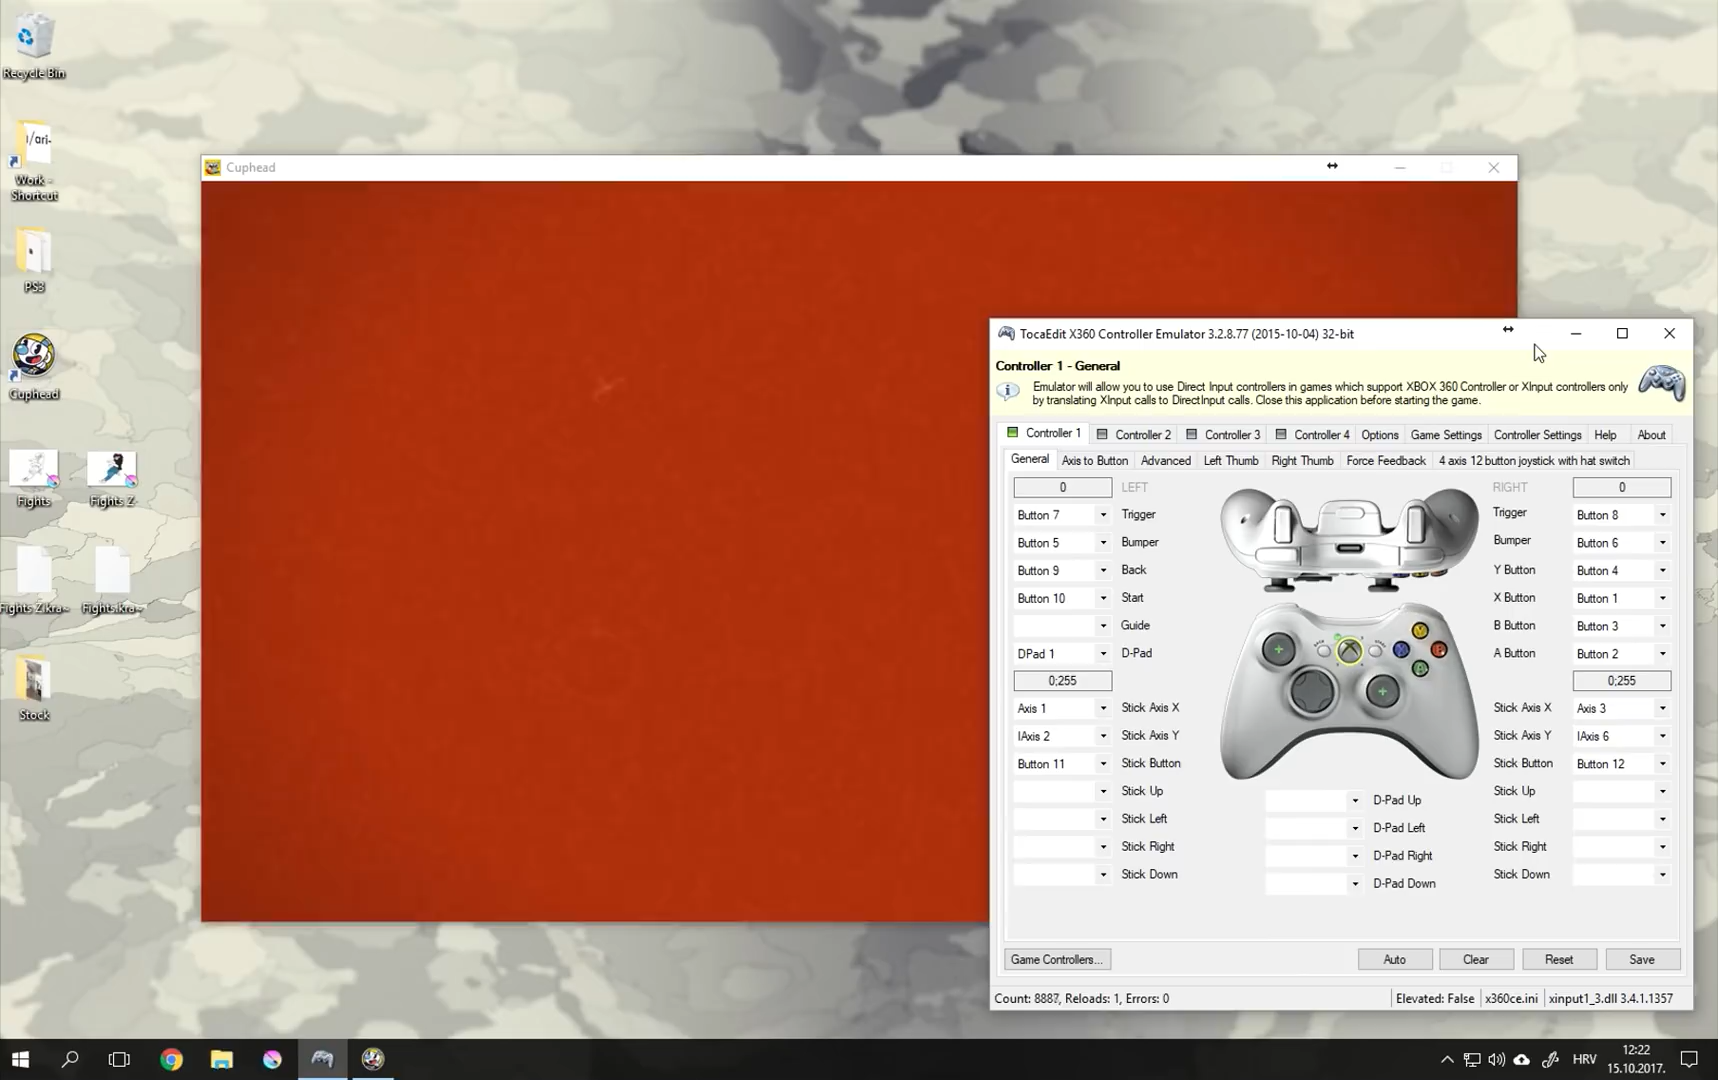 Recycle Bin
l/ari-
Work -
Shortcut
PS3
Cuphead
Fights
Fights Z
Fights Z.kra~
Fights.kra~
Stock
Cuphead
TocaEdit X360 Controller Emulator 3.2.8.77 (2015-10-04) 32-bit
Controller 1 - General
Emulator will allow you to use Direct Input controllers in games which support XBOX 360 Controller or XInput controllers only
by translating XInput calls to DirectInput calls. Close this application before starting the game.
Controller 1 Controller 2 Controller 3 Controller 4 Options Game Settings Controller Settings Help About
General Axis to Button Advanced Left Thumb Right Thumb Force Feedback 4 axis 12 button joystick with hat switch
0 LEFT RIGHT 0
Button 7 Trigger Trigger Button 8
Button 5 Bumper Bumper Button 6
Button 9 Back Y Button Button 4
Button 10 Start X Button Button 1
Guide B Button Button 3
DPad 1 D-Pad A Button Button 2
0;255 0;255
Axis 1 Stick Axis X Stick Axis X Axis 3
IAxis 2 Stick Axis Y Stick Axis Y IAxis 6
Button 11 Stick Button Stick Button Button 12
Stick Up D-Pad Up Stick Up
Stick Left D-Pad Left Stick Left
Stick Right D-Pad Right Stick Right
Stick Down D-Pad Down Stick Down
Game Controllers... Auto Clear Reset Save
Count: 8887, Reloads: 1, Errors: 0 Elevated: False x360ce.ini xinput1_3.dll 3.4.1.1357
HRV
12:22
15.10.2017.